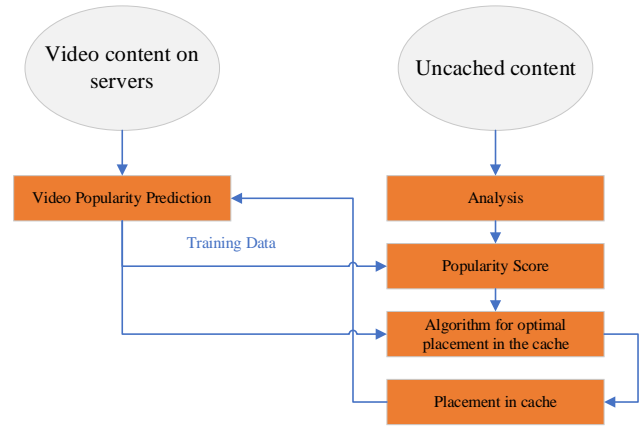 Video content on
servers
Uncached content
Video Popularity Prediction
Analysis
Training Data
Popularity Score
Algorithm for optimal
placement in the cache
Placement in cache